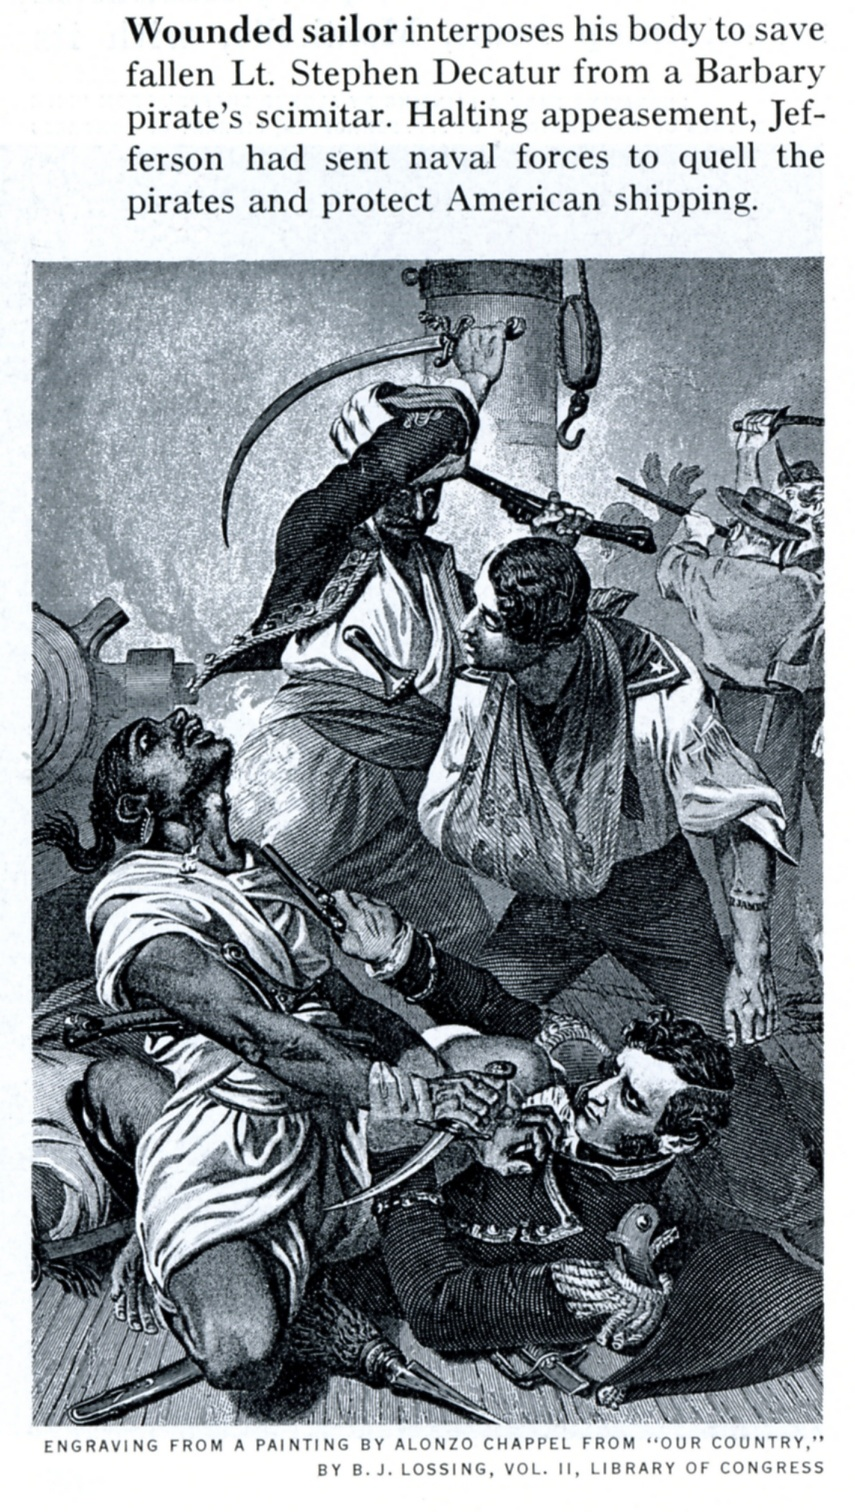 Wounded sailor interposes his body to save
fallen Lt. Stephen Decatur from a Barbary
pirate's scimitar. Halting appeasement, Jef-
ferson had sent naval forces to quell the
pirates and protect American shipping.
ENGRAVING FROM A PAINTING BY ALONZO CHAPPEL FROM "OUR COUNTRY,"
BY B. J. LOSSING, VOL. II, LIBRARY OF CONGRESS